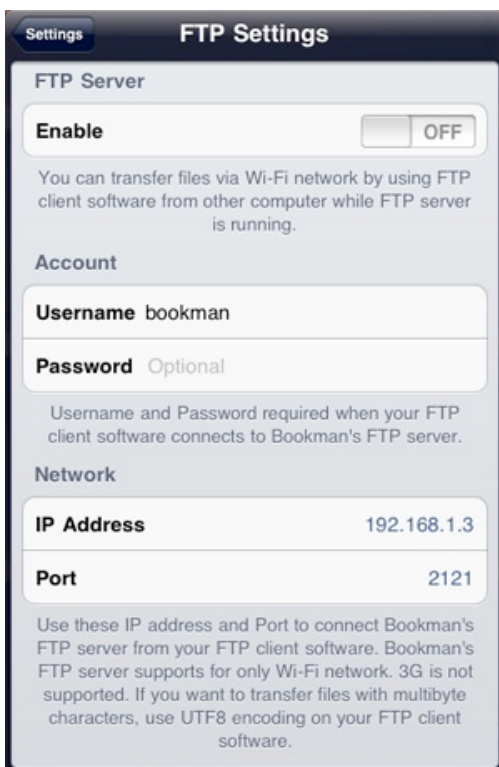 Settings FTP Settings
FTP Server
Enable OFF
You can transfer files via Wi-Fi network by using FTP
client software from other computer while FTP server
is running.
Account
Username bookman
Password Optional
Username and Password required when your FTP
client software connects to Bookman's FTP server.
Network
IP Address 192.168.1.3
Port 2121
Use these IP address and Port to connect Bookman's
FTP server from your FTP client software. Bookman's
FTP server supports for only Wi-Fi network. 3G is not
supported. If you want to transfer files with multibyte
characters, use UTF8 encoding on your FTP client
software.